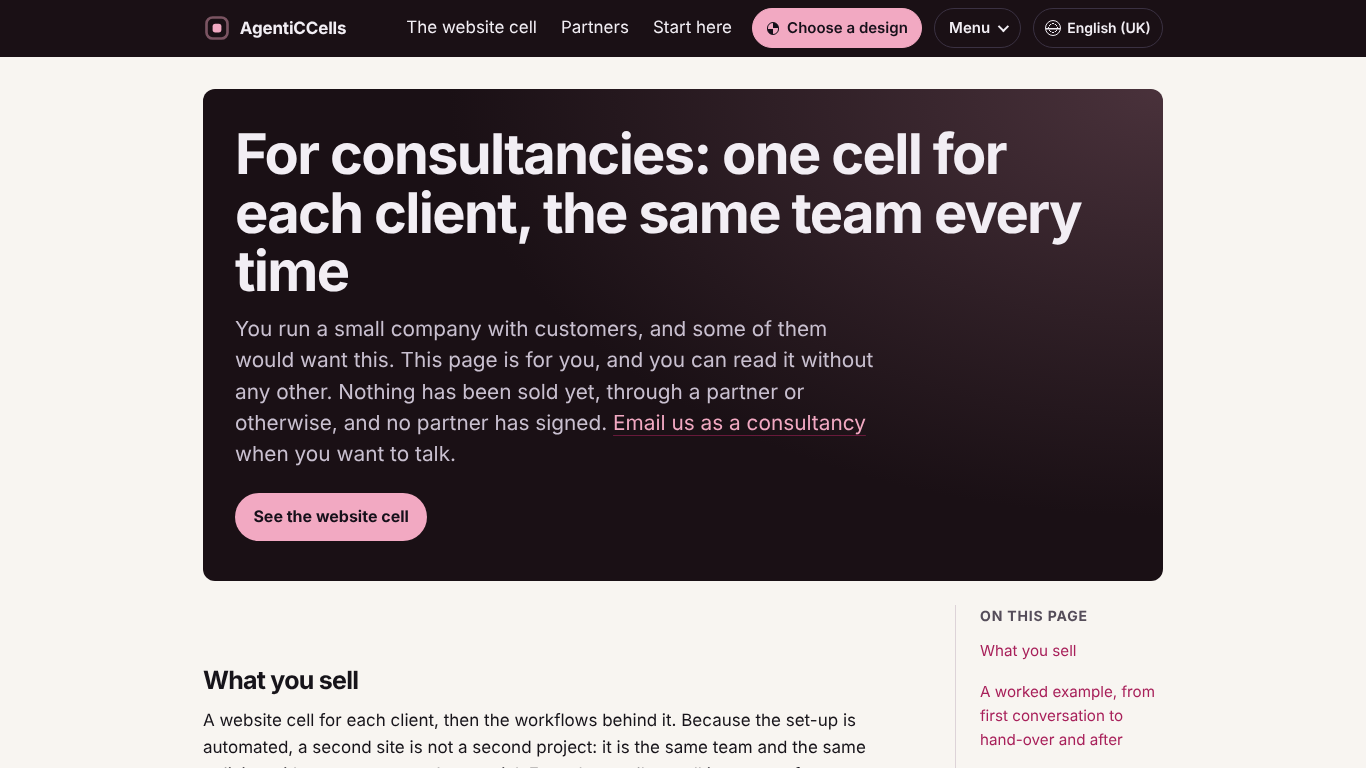 AgentiCCells
The website cell
Partners
Start here
Choose a design
Menu
English (UK)
For consultancies: one cell for
each client, the same team every
time
You run a small company with customers, and some of them
would want this. This page is for you, and you can read it without
any other. Nothing has been sold yet, through a partner or
otherwise, and no partner has signed. Email us as a consultancy
when you want to talk.
See the website cell
What you sell
A website cell for each client, then the workflows behind it. Because the set-up is
automated, a second site is not a second project: it is the same team and the same
ON THIS PAGE
What you sell
A worked example, from
first conversation to
hand-over and after